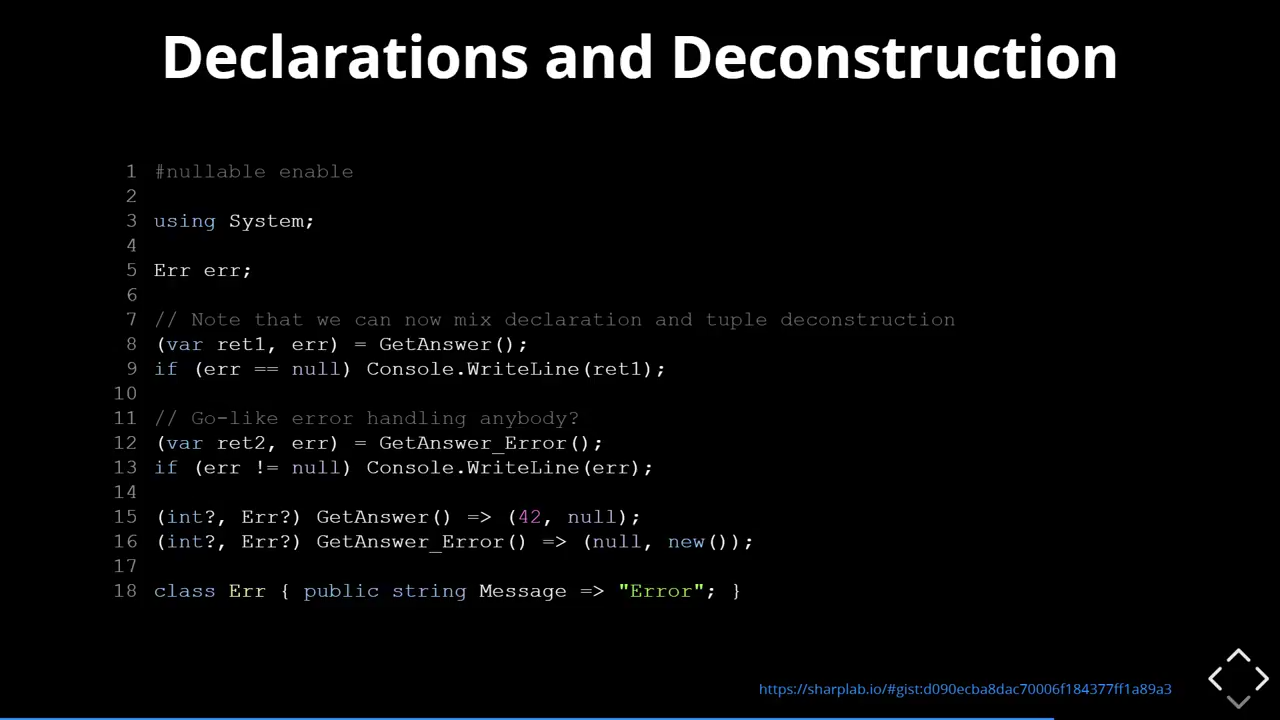 Declarations and Deconstruction
1 #nullable enable
2
3 using System;
4
5 Err err;
6
7 // Note that we can now mix declaration and tuple deconstruction
8 (var ret1, err) = GetAnswer();
9 if (err == null) Console.WriteLine(ret1);
10
11 // Go-like error handling anybody?
12 (var ret2, err) = GetAnswer_Error();
13 if (err != null) Console.WriteLine(err);
14
15 (int?, Err?) GetAnswer() => (42, null);
16 (int?, Err?) GetAnswer_Error() => (null, new());
17
18 class Err { public string Message => "Error"; }
https://sharplab.io/#gist:d090ecba8dac70006f184377ff1a89a3